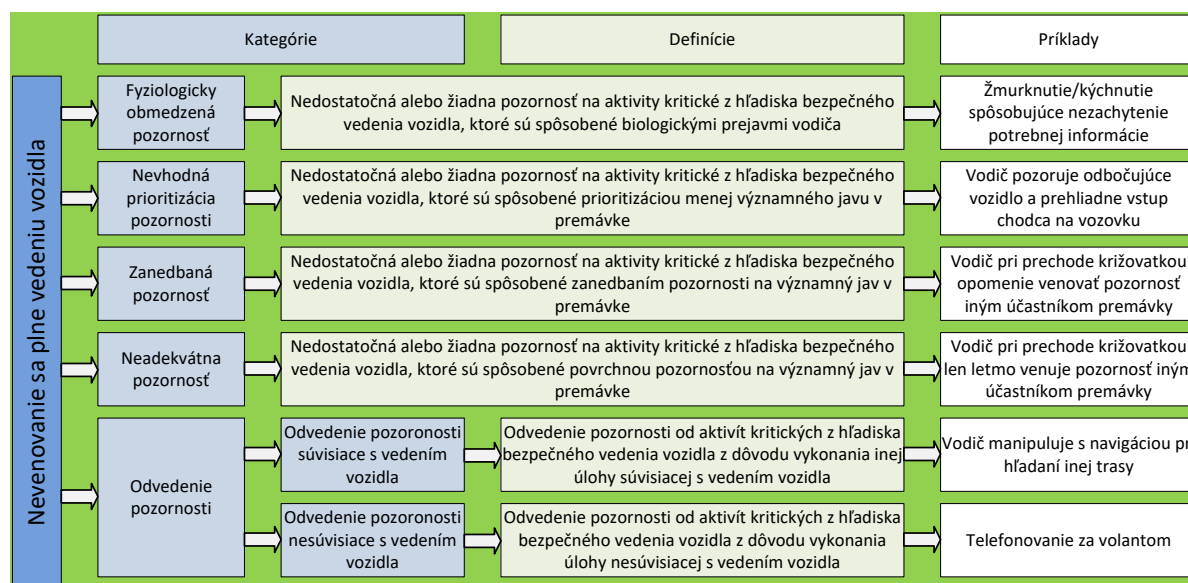 Kategórie
Definície
Príklady
Nevenovanie sa plne vedeniu vozidla
Fyziologicky
obmedzená
pozornosť
Nedostatočná alebo žiadna pozornosť na aktivity kritické z hľadiska bezpečného
vedenia vozidla, ktoré sú spôsobené biologickými prejavmi vodiča
Žmurknutie/kýchnutie
spôsobujúce nezachytenie
potrebnej informácie
Nevhodná
prioritizácia
pozornosti
Nedostatočná alebo žiadna pozornosť na aktivity kritické z hľadiska bezpečného
vedenia vozidla, ktoré sú spôsobené prioritizáciou menej významného javu v
premávke
Vodič pozoruje odbočujúce
vozidlo a prehliadne vstup
chodca na vozovku
Zanedbaná
pozornosť
Nedostatočná alebo žiadna pozornosť na aktivity kritické z hľadiska bezpečného
vedenia vozidla, ktoré sú spôsobené zanedbaním pozornosti na významný jav v
premávke
Vodič pri prechode križovatkou
opomenie venovať pozornosť
iným účastníkom premávky
Neadekvátna
pozornosť
Nedostatočná alebo žiadna pozornosť na aktivity kritické z hľadiska bezpečného
vedenia vozidla, ktoré sú spôsobené povrchnou pozornosťou na významný jav v
premávke
Vodič pri prechode križovatkou
len letmo venuje pozornosť iným
účastníkom premávky
Odvedenie
pozornosti
Odvedenie pozoronosti
súvisiace s vedením
vozidla
Odvedenie pozornosti od aktivít kritických z hľadiska
bezpečného vedenia vozidla z dôvodu vykonania inej
úlohy súvisiacej s vedením vozidla
Vodič manipuluje s navigáciou pr
hľadaní inej trasy
Odvedenie pozoronosti
nesúvisiace s vedením
vozidla
Odvedenie pozornosti od aktivít kritických z hľadiska
bezpečného vedenia vozidla z dôvodu vykonania
úlohy nesúvisiacej s vedením vozidla
Telefonovanie za volantom